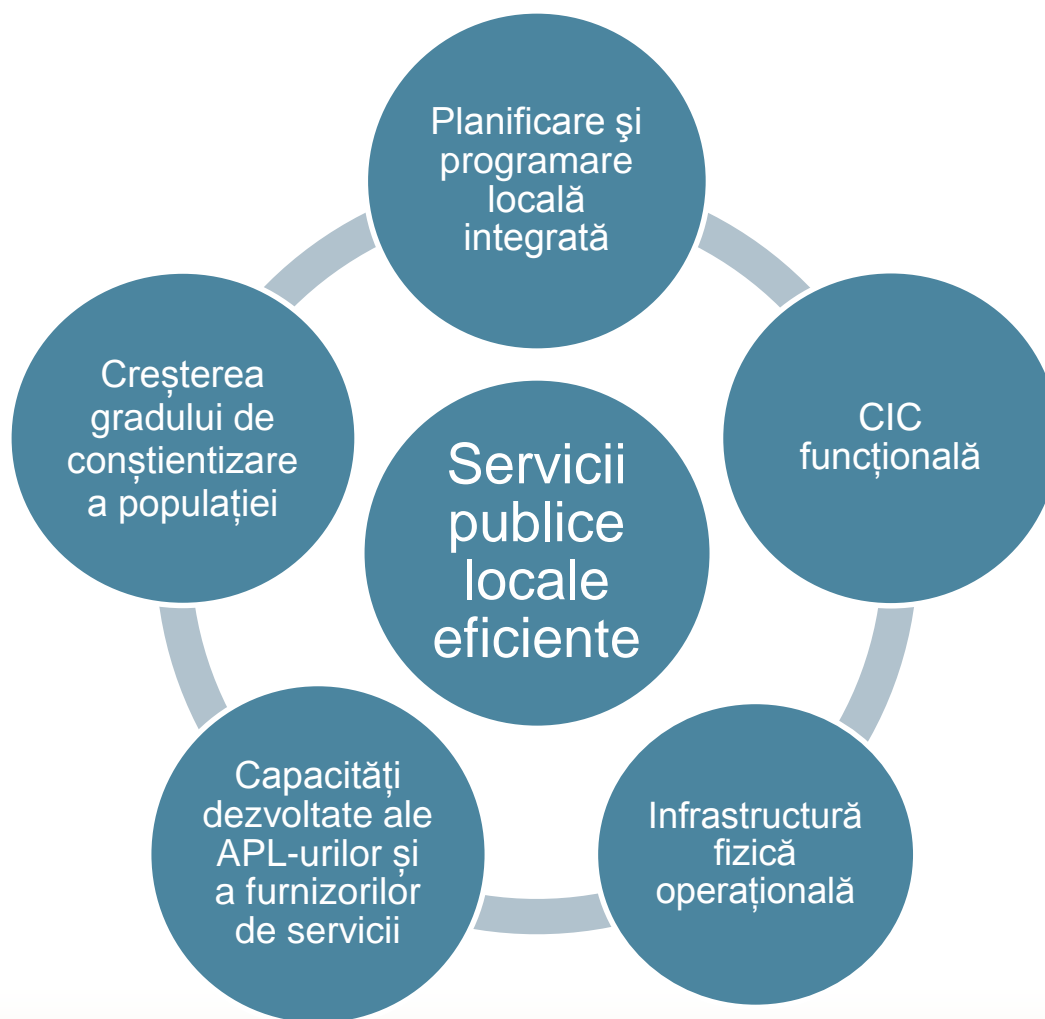 Planificare şi
programare
locală
integrată
CIC
funcțională
Infrastructură
fizică
operațională
Capacități
dezvoltate ale
APL-urilor și
a furnizorilor
de servicii
Creșterea
gradului de
conștientizare
a populației
Servicii
publice
locale
eficiente